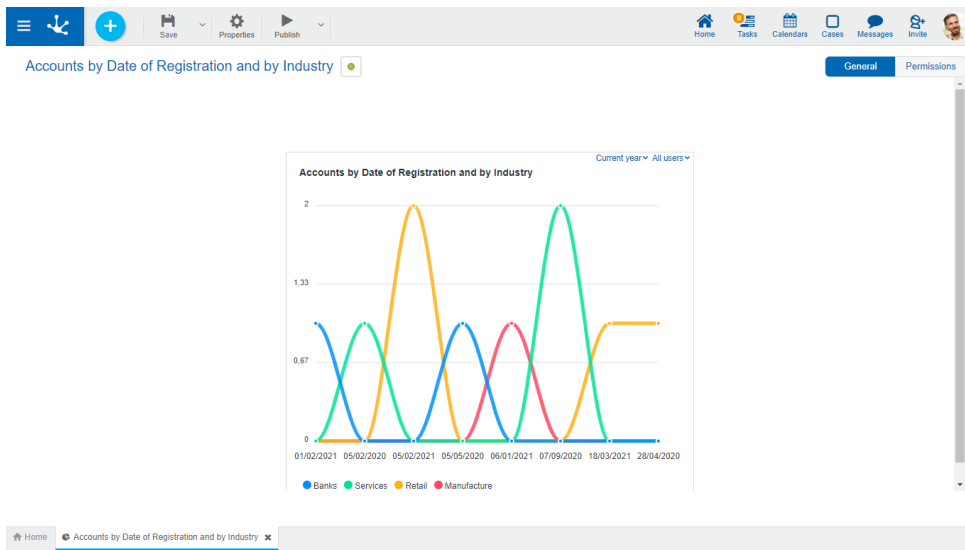 Save
Properties
Publish
Home
9
Tasks
Calendars
Cases
Messages
Invite
Accounts by Date of Registration and by Industry
General
Permissions
Current year All users
Accounts by Date of Registration and by Industry
2
1,33
0,67
0
01/02/2021 05/02/2020 05/02/2021 05/05/2020 06/01/2021 07/09/2020 18/03/2021 28/04/2020
Banks Services Retail Manufacture
Home
Accounts by Date of Registration and by Industry